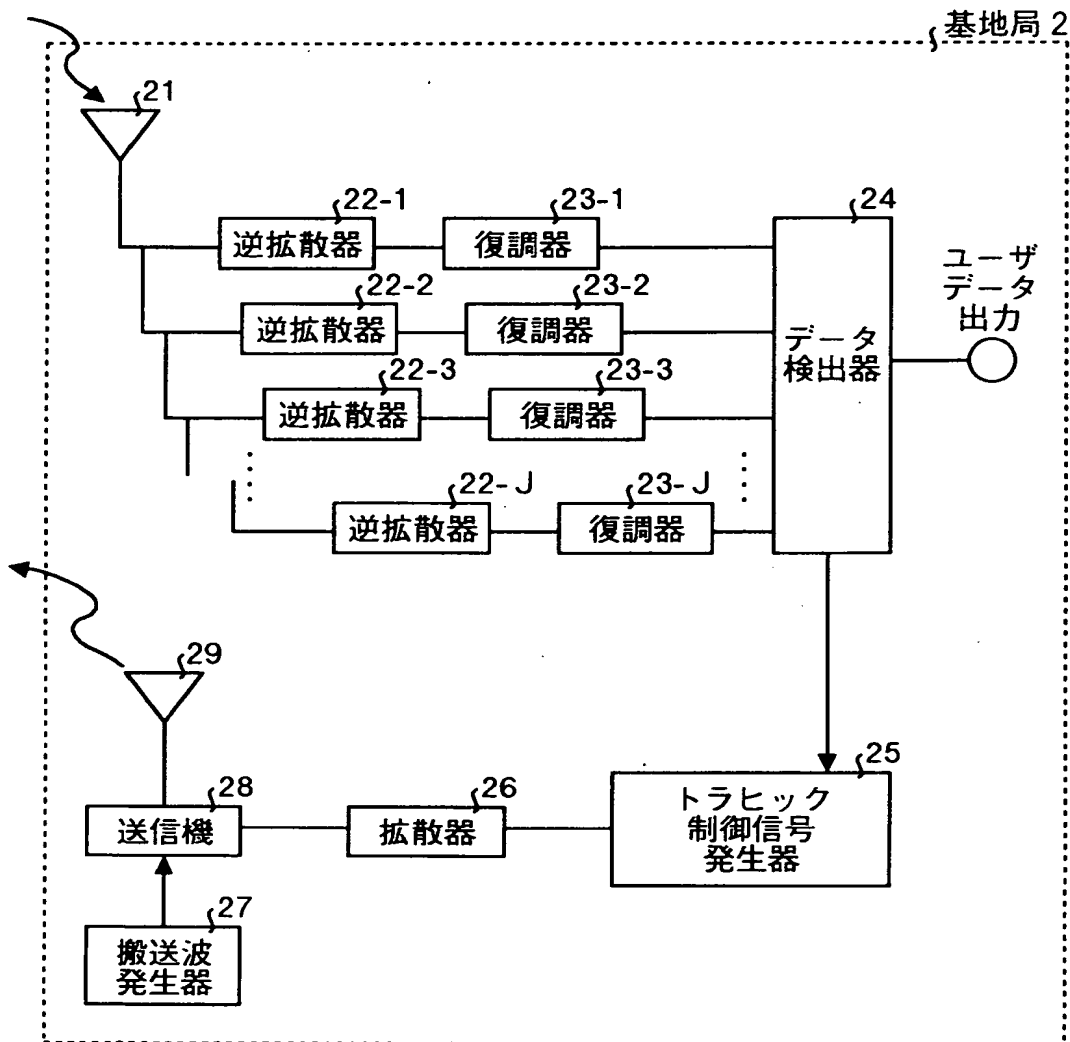 基地局 2
21
22-1
23-1
24
逆拡散器
復調器
22-2
23-2
逆拡散器
復調器
22-3
23-3
逆拡散器
復調器
22-J
23-J
逆拡散器
復調器
データ
検出器
ユーザ
データ
出力
29
28
送信機
26
拡散器
25
トラヒック
制御信号
発生器
27
搬送波
発生器